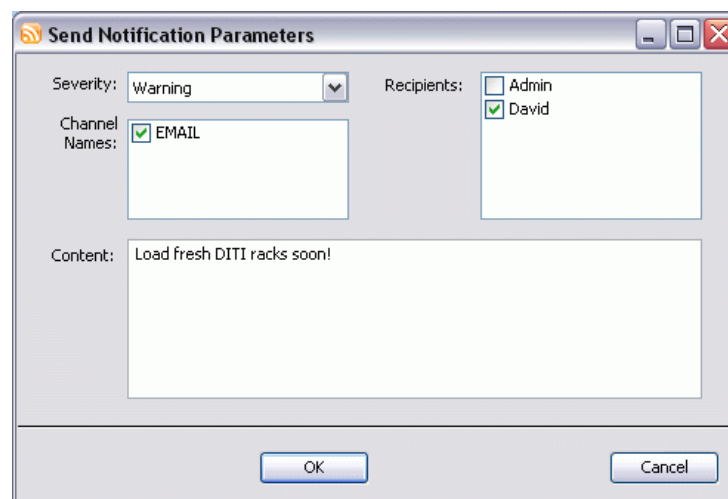 Send Notification Parameters
Severity:
Warning
Recipients:
Admin
David
Channel
Names:
EMAIL
Content:
Load fresh DITI racks soon!
OK
Cancel